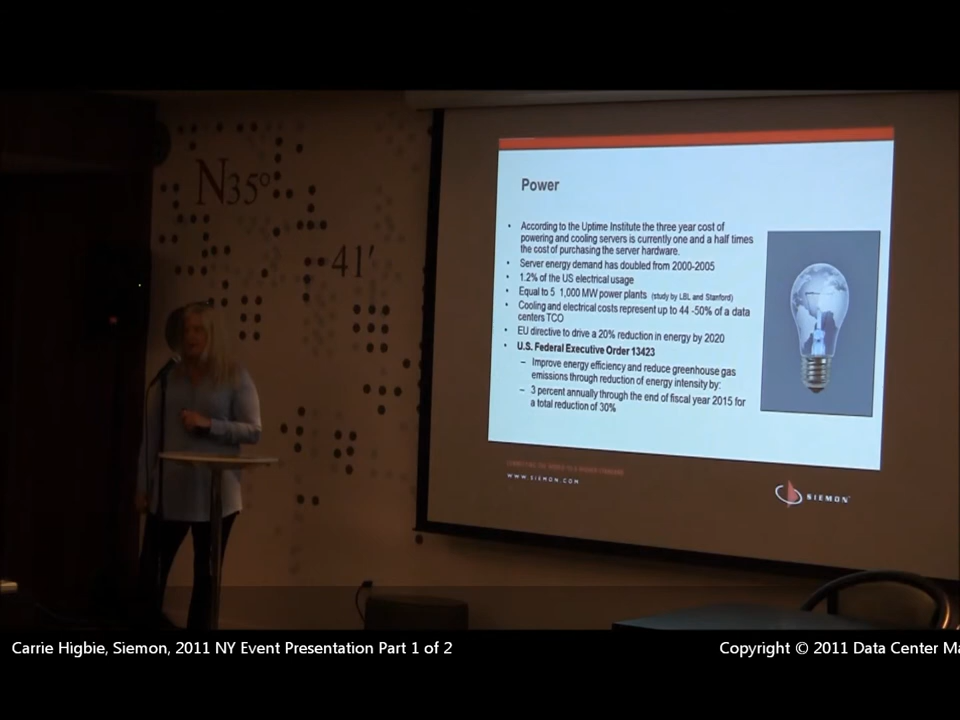 N35°
41'
Power
• According to the Uptime Institute the three year cost of
powering and cooling servers is currently one and a half times
the cost of purchasing the server hardware.
• Server energy demand has doubled from 2000-2005
• 1.2% of the US electrical usage
• Equal to 5 1,000 MW power plants (study by LBL and Stanford)
• Cooling and electrical costs represent up to 44 -50% of a data
centers TCO
• EU directive to drive a 20% reduction in energy by 2020
• U.S. Federal Executive Order 13423
– Improve energy efficiency and reduce greenhouse gas
emissions through reduction of energy intensity by:
– 3 percent annually through the end of fiscal year 2015 for
a total reduction of 30%
WWW.SIEMON.COM
SIEMON
Carrie Higbie, Siemon, 2011 NY Event Presentation Part 1 of 2
Copyright © 2011 Data Center Ma